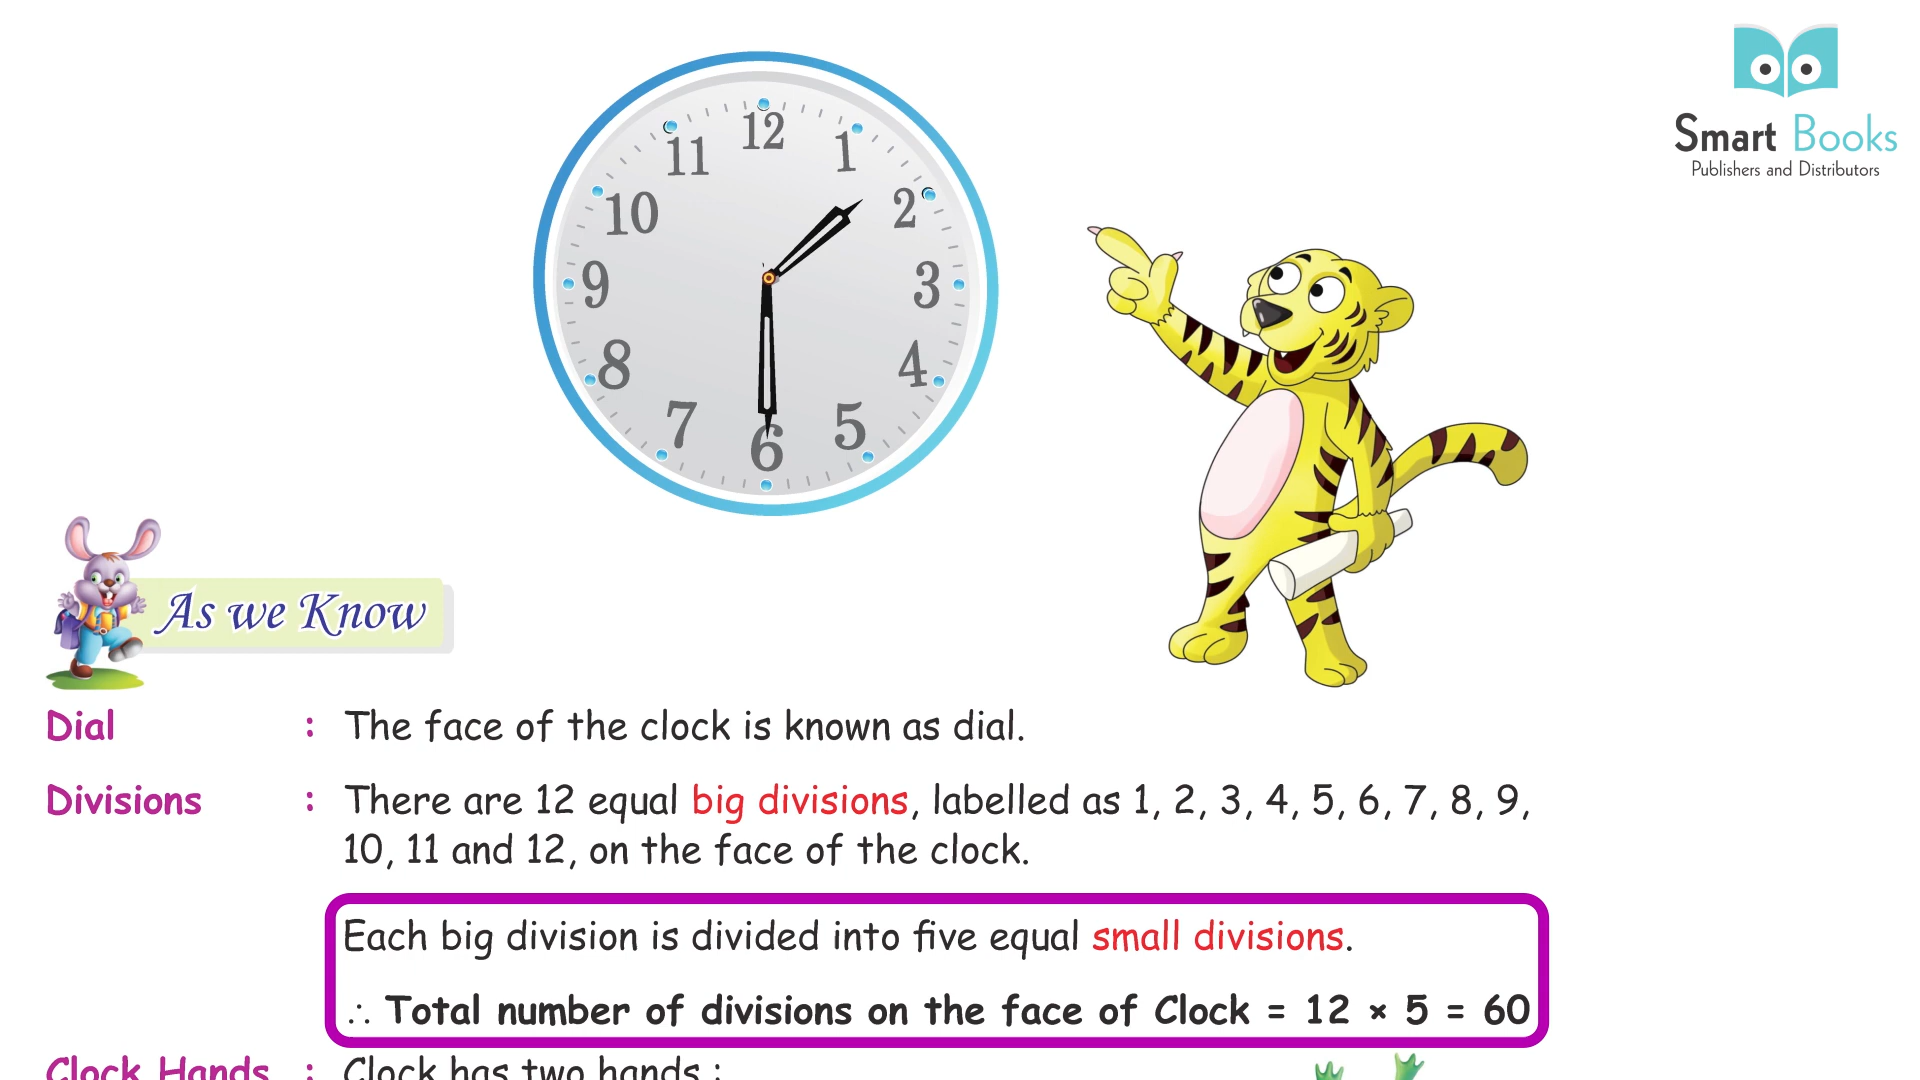 Smart Books
Publishers and Distributors
12
11 1
10 2
9 3
8 4
7 5
6
As we Know
Dial : The face of the clock is known as dial.
Divisions : There are 12 equal big divisions, labelled as 1, 2, 3, 4, 5, 6, 7, 8, 9,
10, 11 and 12, on the face of the clock.
Each big division is divided into five equal small divisions.
∴ Total number of divisions on the face of Clock = 12 × 5 = 60
Clock Hands : Clock has two hands :